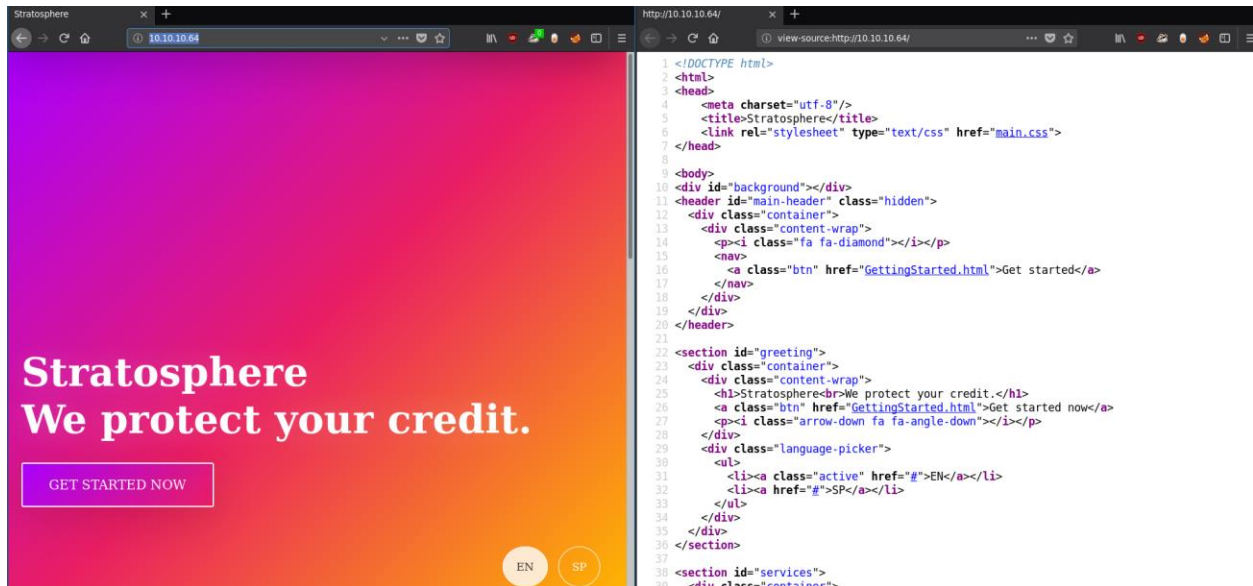 Stratosphere
10.10.10.64
Stratosphere
We protect your credit.
GET STARTED NOW
EN
SP
http://10.10.10.64/
view-source:http://10.10.10.64/
1 <!DOCTYPE html>
2 <html>
3 <head>
4 <meta charset="utf-8"/>
5 <title>Stratosphere</title>
6 <link rel="stylesheet" type="text/css" href="main.css">
7 </head>
8
9 <body>
10 <div id="background"></div>
11 <header id="main-header" class="hidden">
12 <div class="container">
13 <div class="content-wrap">
14 <p><i class="fa fa-diamond"></i></p>
15 <nav>
16 <a class="btn" href="GettingStarted.html">Get started</a>
17 </nav>
18 </div>
19 </div>
20 </header>
21
22 <section id="greeting">
23 <div class="container">
24 <div class="content-wrap">
25 <h1>Stratosphere<br>We protect your credit.</h1>
26 <a class="btn" href="GettingStarted.html">Get started now</a>
27 <p><i class="arrow-down fa fa-angle-down"></i></p>
28 </div>
29 <div class="language-picker">
30 <ul>
31 <li><a class="active" href="#">EN</a></li>
32 <li><a href="#">SP</a></li>
33 </ul>
34 </div>
35 </div>
36 </section>
37
38 <section id="services">
39 <div class="container">